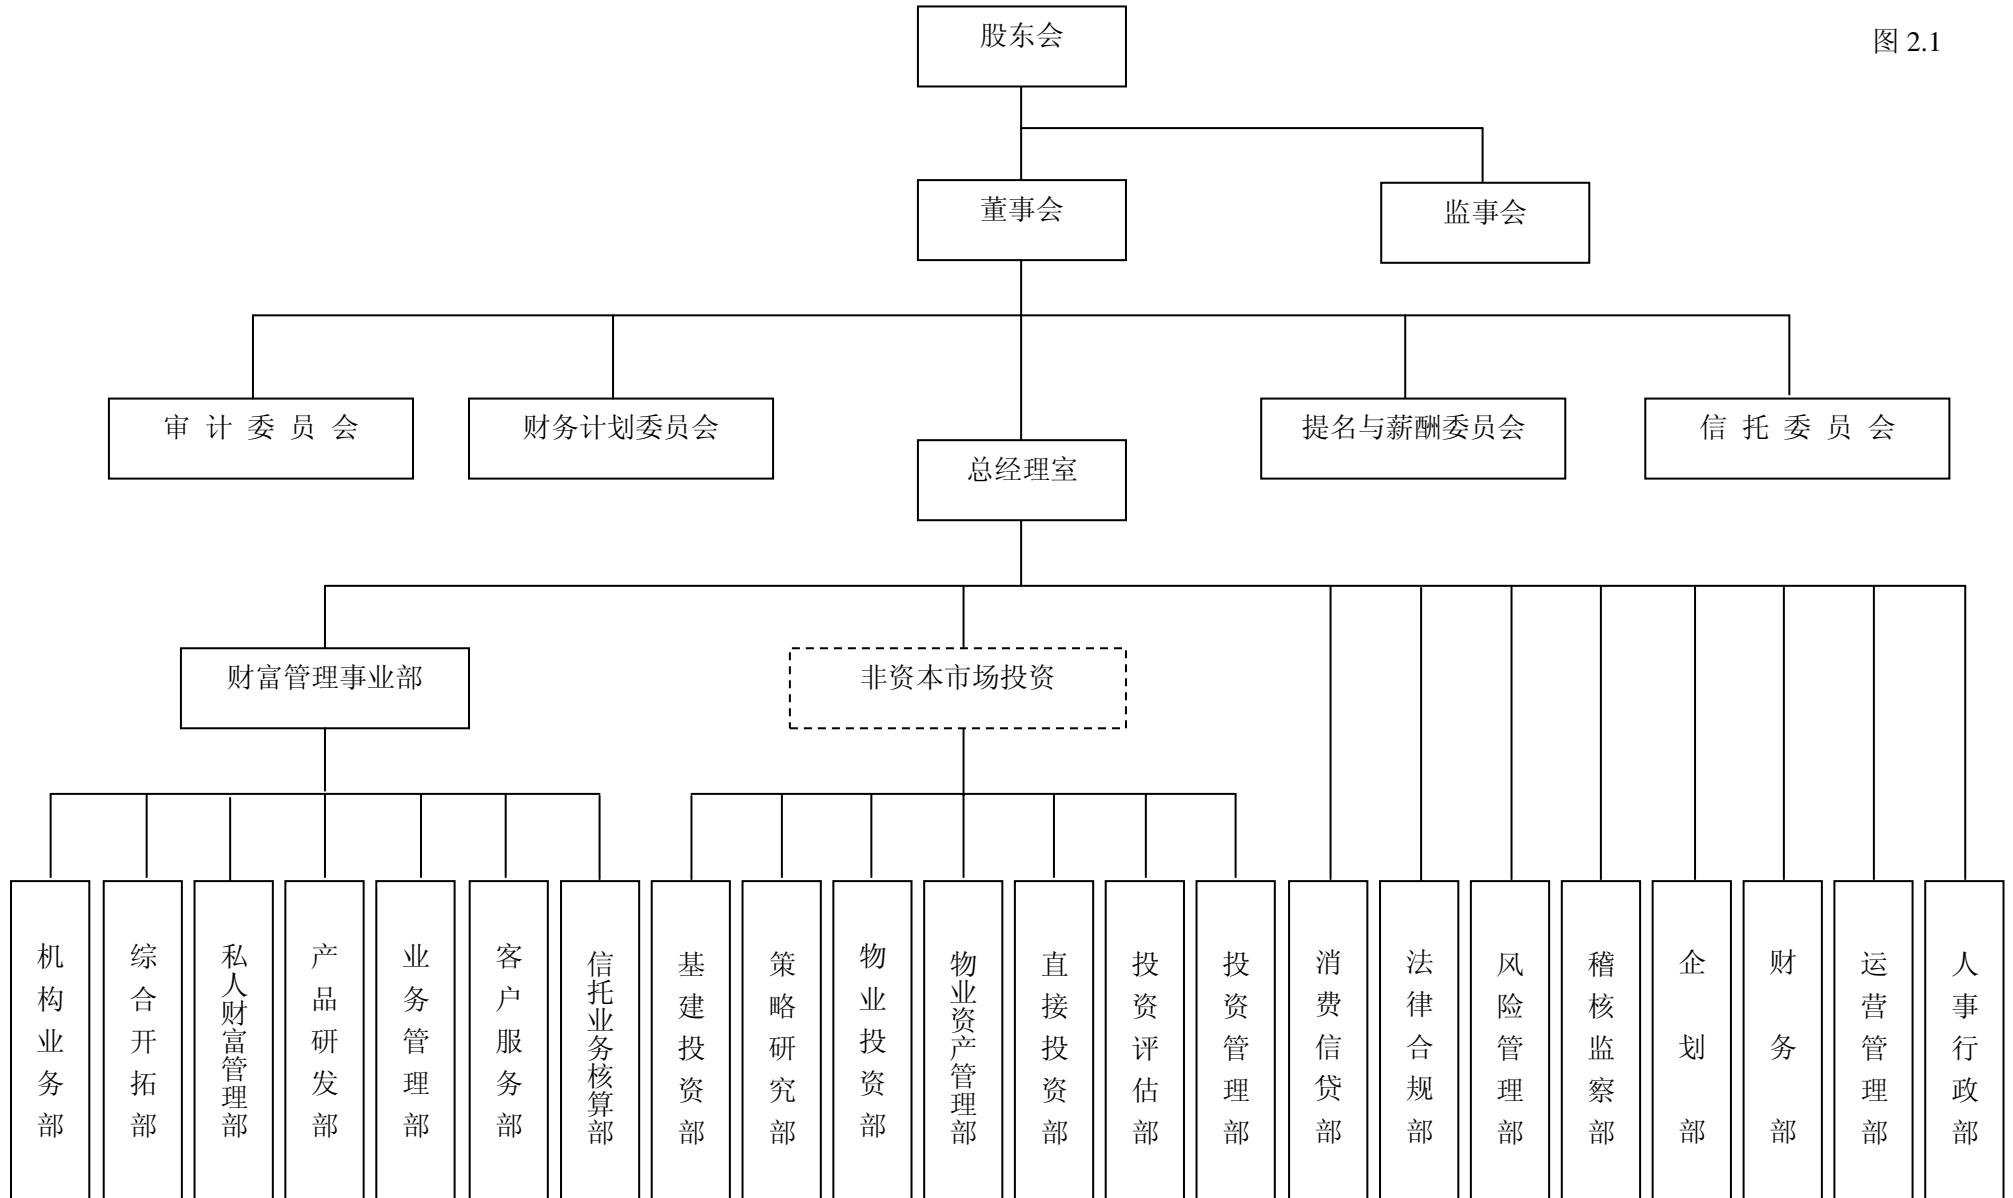 股东会
图 2.1
董事会
监事会
审 计 委 员 会
财务计划委员会
提名与薪酬委员会
信 托 委 员 会
总经理室
财富管理事业部
非资本市场投资
机构业务部
综合开拓部
私人财富管理部
产品研发部
业务管理部
客户服务部
信托业务核算部
基建投资部
策略研究部
物业投资部
物业资产管理部
直接投资部
投资评估部
投资管理部
消费信贷部
法律合规部
风险管理部
稽核监察部
企划部
财务部
运营管理部
人事行政部